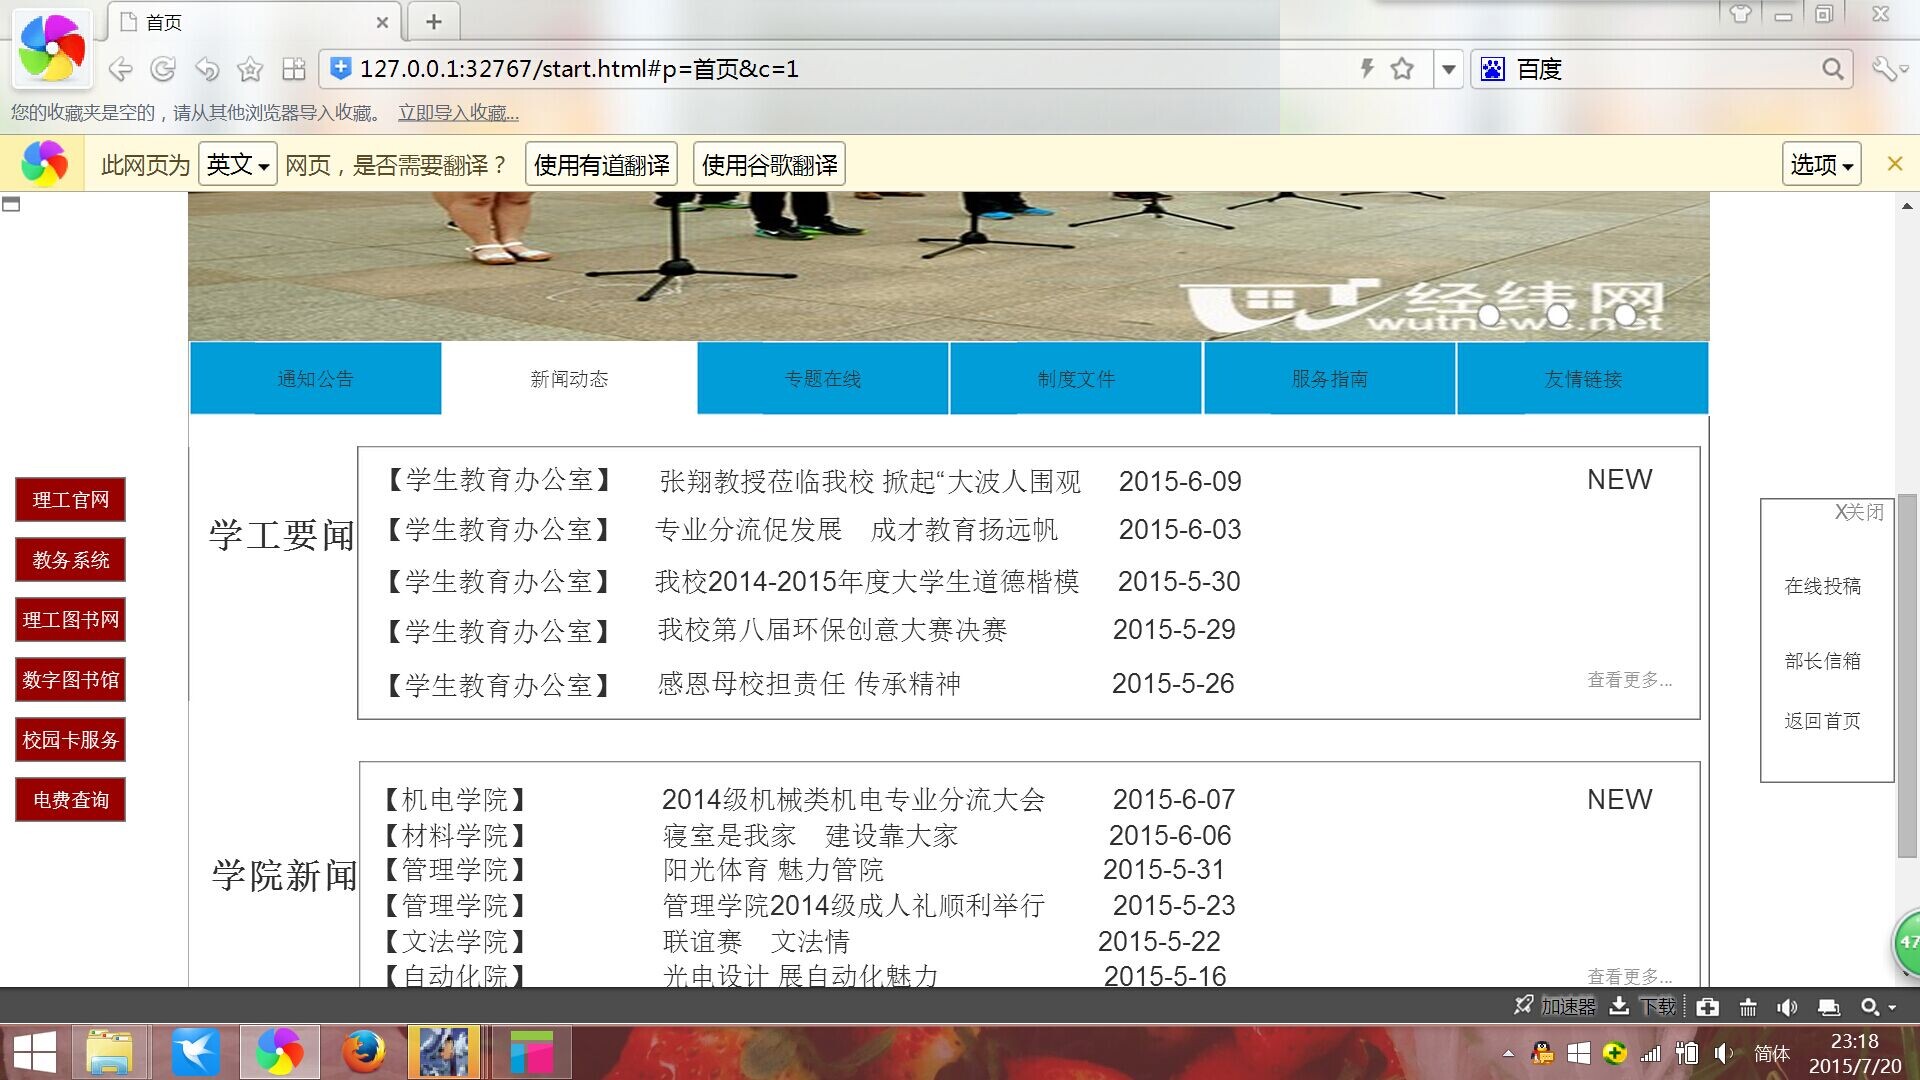 首页
127.0.0.1:32767/start.html#p=首页&c=1
百度
您的收藏夹是空的，请从其他浏览器导入收藏。 立即导入收藏...
此网页为 英文 网页，是否需要翻译？ 使用有道翻译 使用谷歌翻译 选项
经纬网
wutnews.net
通知公告 新闻动态 专题在线 制度文件 服务指南 友情链接
理工官网
教务系统
理工图书网
数字图书馆
校园卡服务
电费查询
学工要闻
【学生教育办公室】 张翔教授莅临我校 掀起“大波人围观 2015-6-09 NEW
【学生教育办公室】 专业分流促发展 成才教育扬远帆 2015-6-03
【学生教育办公室】 我校2014-2015年度大学生道德楷模 2015-5-30
【学生教育办公室】 我校第八届环保创意大赛决赛 2015-5-29
【学生教育办公室】 感恩母校担责任 传承精神 2015-5-26 查看更多...
学院新闻
【机电学院】 2014级机械类机电专业分流大会 2015-6-07 NEW
【材料学院】 寝室是我家 建设靠大家 2015-6-06
【管理学院】 阳光体育 魅力管院 2015-5-31
【管理学院】 管理学院2014级成人礼顺利举行 2015-5-23
【文法学院】 联谊赛 文法情 2015-5-22
【自动化院】 光电设计 展自动化魅力 2015-5-16 查看更多...
X关闭
在线投稿
部长信箱
返回首页
47
加速器 下载
简体
23:18
2015/7/20